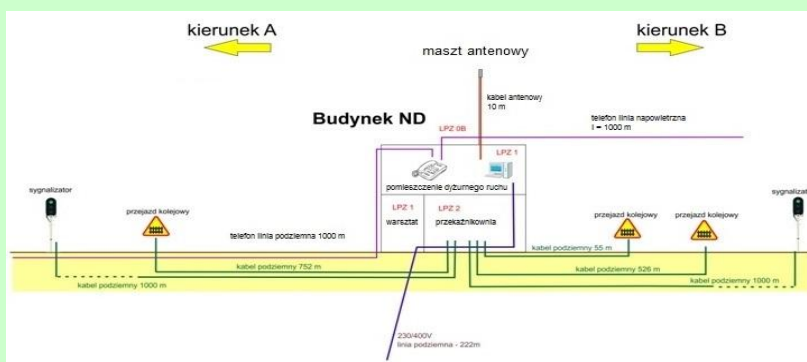 kierunek A
kierunek B
maszt antenowy
kabel antenowy
10 m
Budynek ND
telefon linia napowietrzna
l = 1000 m
LPZ 0B
LPZ 1
sygnalizator
przejazd kolejowy
pomieszczenie dyżurnego ruchu
LPZ 1
warsztat
LPZ 2
przekaźnikownia
przejazd kolejowy
przejazd kolejowy
sygnalizat
telefon linia podziemna 1000 m
kabel podziemny 55 m
kabel podziemny 752 m
kabel podziemny 526 m
kabel podziemny 1000 m
kabel podziemny 1000 m
230/400V
linia podziemna - 222m